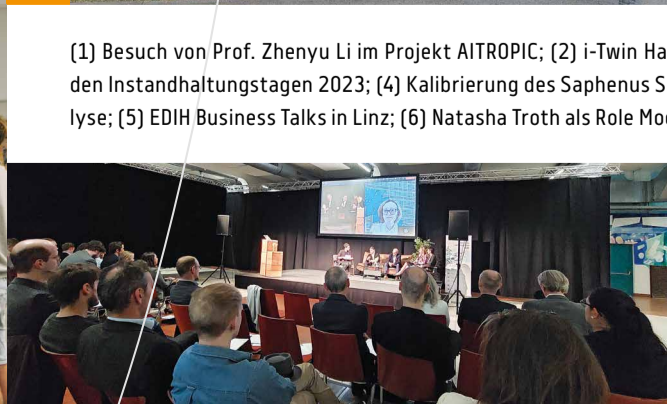 (1) Besuch von Prof. Zhenyu Li im Projekt AITROPIC; (2) i-Twin Ha
den Instandhaltungstagen 2023; (4) Kalibrierung des Saphenus S
lyse; (5) EDIH Business Talks in Linz; (6) Natasha Troth als Role Mo